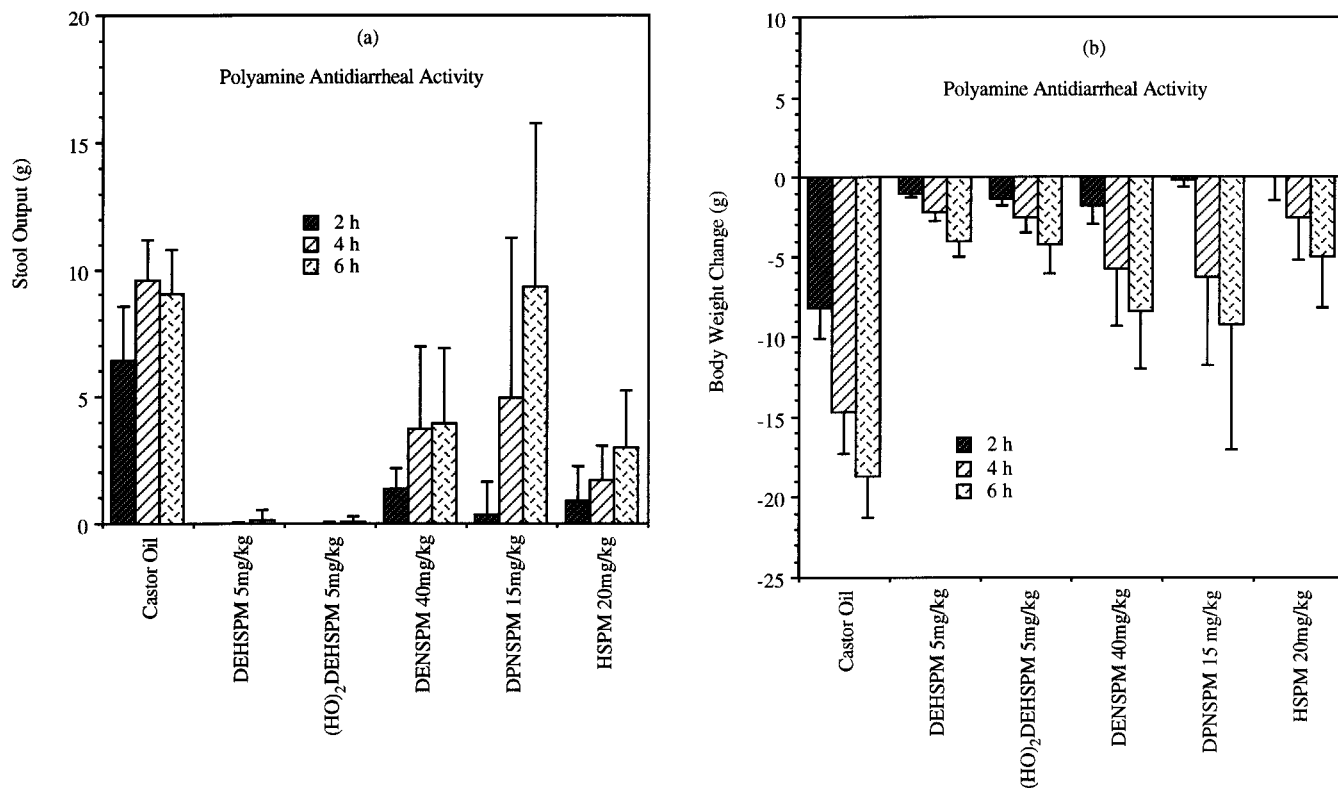 (a)
Polyamine Antidiarrheal Activity
Stool Output (g)
20
15
10
5
0
2 h
4 h
6 h
Castor Oil
DEHSPM 5mg/kg
(HO)₂DEHSPM 5mg/kg
DENSPM 40mg/kg
DPNSPM 15mg/kg
HSPM 20mg/kg
(b)
Polyamine Antidiarrheal Activity
Body Weight Change (g)
10
5
0
-5
-10
-15
-20
-25
2 h
4 h
6 h
Castor Oil
DEHSPM 5mg/kg
(HO)₂DEHSPM 5mg/kg
DENSPM 40mg/kg
DPNSPM 15 mg/kg
HSPM 20mg/kg